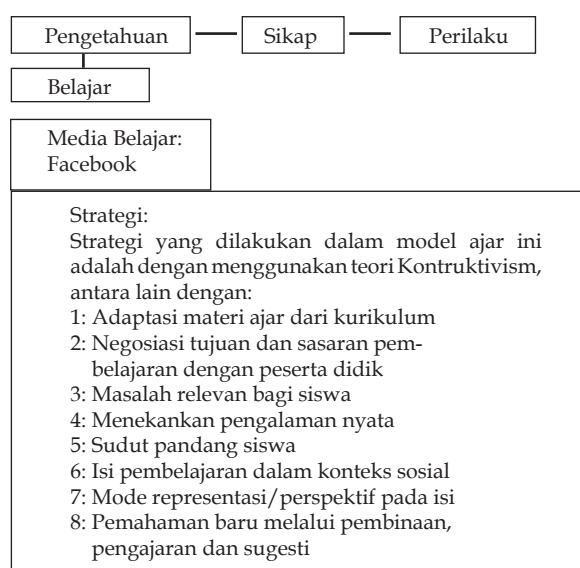 Pengetahuan Sikap Perilaku
Belajar
Media Belajar:
Facebook
Strategi:
Strategi yang dilakukan dalam model ajar ini
adalah dengan menggunakan teori Kontruktivism,
antara lain dengan:
1: Adaptasi materi ajar dari kurikulum
2: Negosiasi tujuan dan sasaran pem-
belajaran dengan peserta didik
3: Masalah relevan bagi siswa
4: Menekankan pengalaman nyata
5: Sudut pandang siswa
6: Isi pembelajaran dalam konteks sosial
7: Mode representasi/perspektif pada isi
8: Pemahaman baru melalui pembinaan,
pengajaran dan sugesti